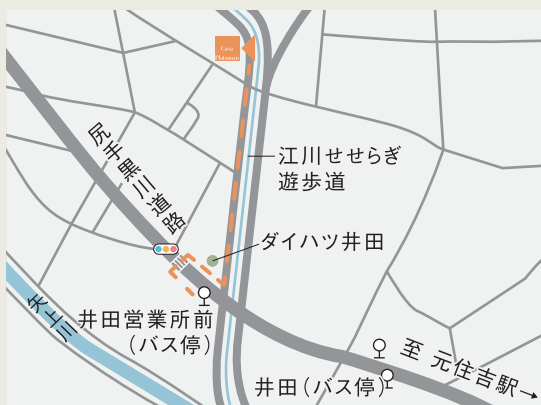 Casa
Platinum
尻手黒川道路
江川せせらぎ
遊歩道
ダイハツ井田
矢上川
井田営業所前
(バス停)
井田(バス停)
至 元住吉駅→